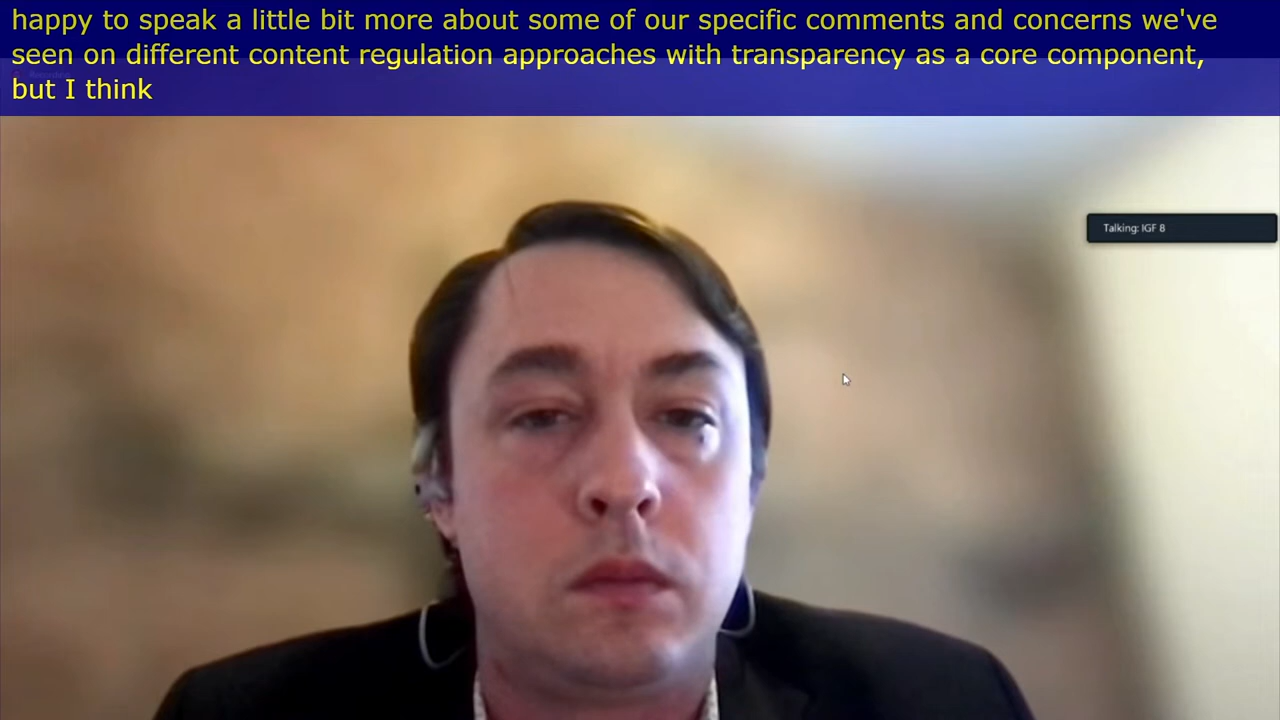 happy to speak a little bit more about some of our specific comments and concerns we've
seen on different content regulation approaches with transparency as a core component,
but I think
Talking: IGF 8